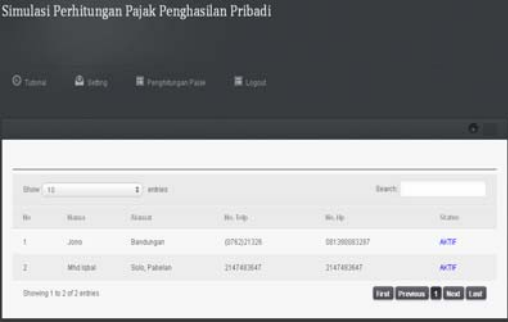 Simulasi Perhitungan Pajak Penghasilan Pribadi
Tutorial Setting Penghitungan Pajak Logout
Show 10 entries Search:
No Nama Alamat No. Telp No. Hp Status
1 Jono Bandungan (0762)21326 AKTIF
2 Mhd Iqbal Solo, Pabelan 2147483647 2147483647 AKTIF
Showing 1 to 2 of 2 entries First Previous 1 Next Last